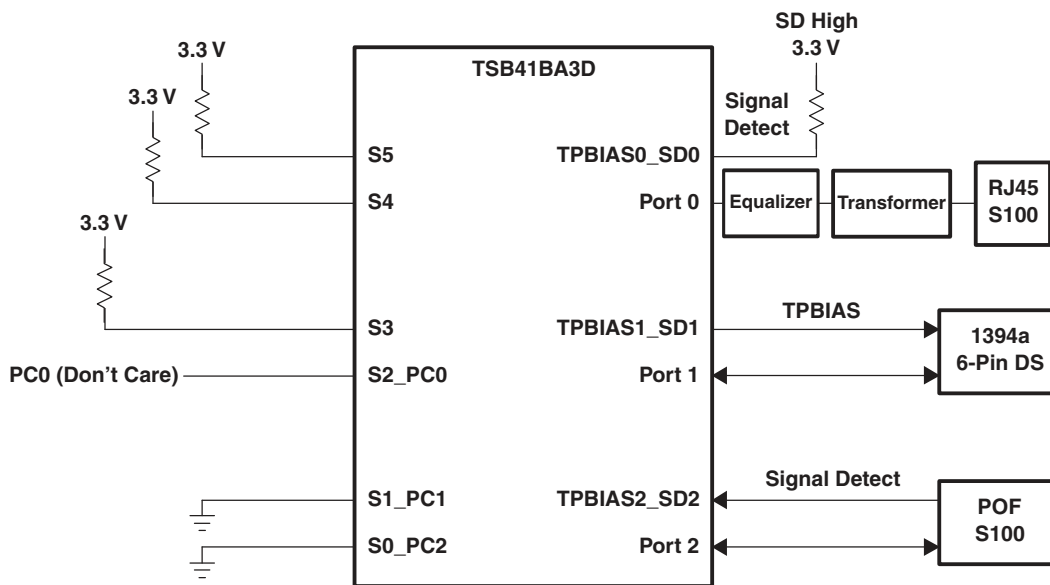 SD High
3.3 V
3.3 V
3.3 V
3.3 V
TSB41BA3D
Signal
Detect
S5
TPBIAS0_SD0
S4
Port 0
Equalizer
Transformer
RJ45
S100
S3
TPBIAS1_SD1
TPBIAS
1394a
6-Pin DS
PC0 (Don't Care)
S2_PC0
Port 1
S1_PC1
TPBIAS2_SD2
Signal Detect
POF
S100
S0_PC2
Port 2